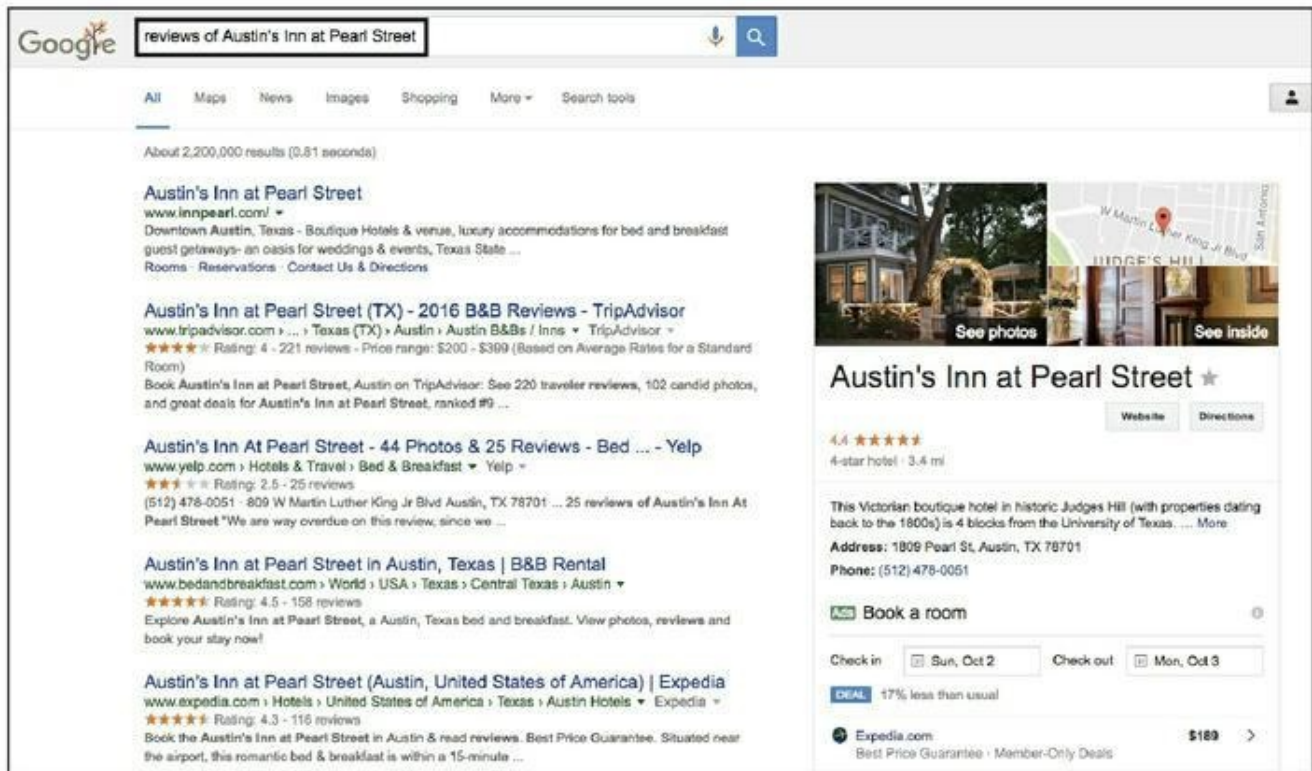 Google
reviews of Austin's Inn at Pearl Street
All Maps News Images Shopping More Search tools
About 2,200,000 results (0.81 seconds)
Austin's Inn at Pearl Street
www.innpearl.com/
Downtown Austin, Texas - Boutique Hotels & venue, luxury accommodations for bed and breakfast
guest getaways- an oasis for weddings & events, Texas State ...
Rooms · Reservations · Contact Us & Directions
Austin's Inn at Pearl Street (TX) - 2016 B&B Reviews - TripAdvisor
www.tripadvisor.com › ... › Texas (TX) › Austin › Austin B&Bs / Inns TripAdvisor
Rating: 4 - 221 reviews - Price range: $200 - $399 (Based on Average Rates for a Standard
Room)
Book Austin's Inn at Pearl Street, Austin on TripAdvisor: See 220 traveler reviews, 102 candid photos,
and great deals for Austin's Inn at Pearl Street, ranked #9 ...
Austin's Inn At Pearl Street - 44 Photos & 25 Reviews - Bed ... - Yelp
www.yelp.com › Hotels & Travel › Bed & Breakfast Yelp
Rating: 2.5 - 25 reviews
(512) 478-0051 · 809 W Martin Luther King Jr Blvd Austin, TX 78701 ... 25 reviews of Austin's Inn At
Pearl Street "We are way overdue on this review, since we ...
Austin's Inn at Pearl Street in Austin, Texas | B&B Rental
www.bedandbreakfast.com › World › USA › Texas › Central Texas › Austin
Rating: 4.5 - 158 reviews
Explore Austin's Inn at Pearl Street, a Austin, Texas bed and breakfast. View photos, reviews and
book your stay now!
Austin's Inn at Pearl Street (Austin, United States of America) | Expedia
www.expedia.com › Hotels › United States of America › Texas › Austin Hotels Expedia
Rating: 4.3 - 116 reviews
Book the Austin's Inn at Pearl Street in Austin & read reviews. Best Price Guarantee. Situated near
the airport, this romantic bed & breakfast is within a 15-minute ...
W Martin Luther King Jr Blvd
San Antonio
JUDGE'S HILL
See photos
See inside
Austin's Inn at Pearl Street
Website Directions
4.4
4-star hotel · 3.4 mi
This Victorian boutique hotel in historic Judges Hill (with properties dating
back to the 1800s) is 4 blocks from the University of Texas. ... More
Address: 1809 Pearl St, Austin, TX 78701
Phone: (512) 478-0051
Ads Book a room
Check in Sun, Oct 2 Check out Mon, Oct 3
DEAL 17% less than usual
Expedia.com $189
Best Price Guarantee · Member-Only Deals